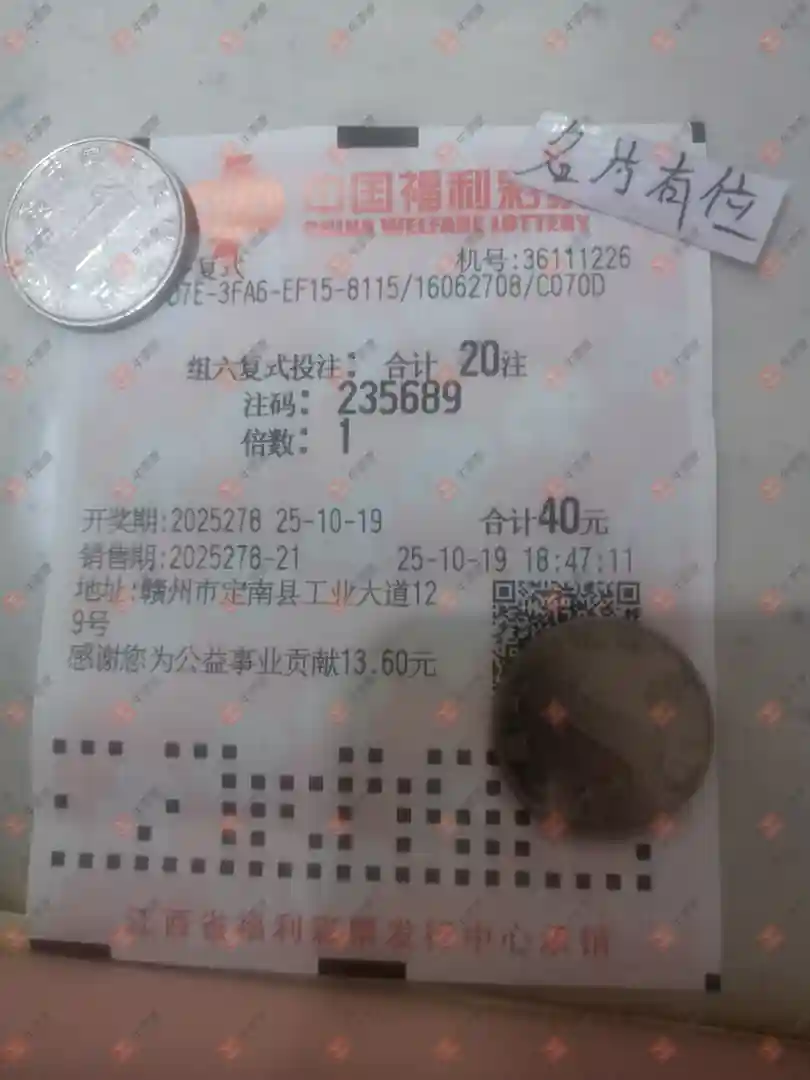 中国福利彩
CHINA WELFARE LOTTERY
名片有位
复式
机号:36111226
07E-3FA6-EF15-8115/16062708/C070D
组六复式投注: 合计 20注
注码: 235689
倍数: 1
开奖期:2025278 25-10-19 合计40元
销售期:2025278-21 25-10-19 18:47:11
地址:赣州市定南县工业大道12
9号
感谢您为公益事业贡献13.60元
江西省福利彩票发行中心承销